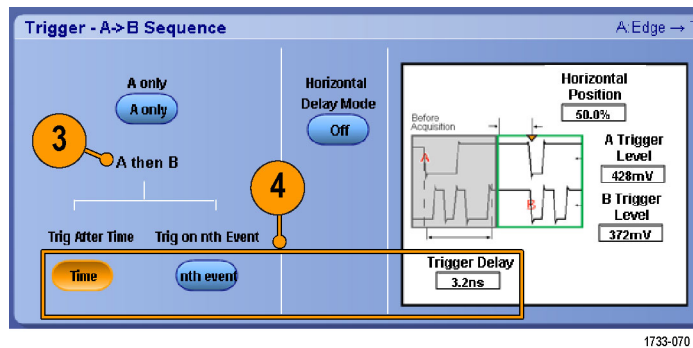 Trigger - A->B Sequence
A:Edge →
A only
A only
Horizontal
Delay Mode
Off
3
A then B
4
Trig After Time
Trig on nth Event
Time
nth event
Horizontal
Position
50.0%
Before
Acquisition
A
B
A Trigger
Level
428mV
B Trigger
Level
372mV
Trigger Delay
3.2ns
1733-070